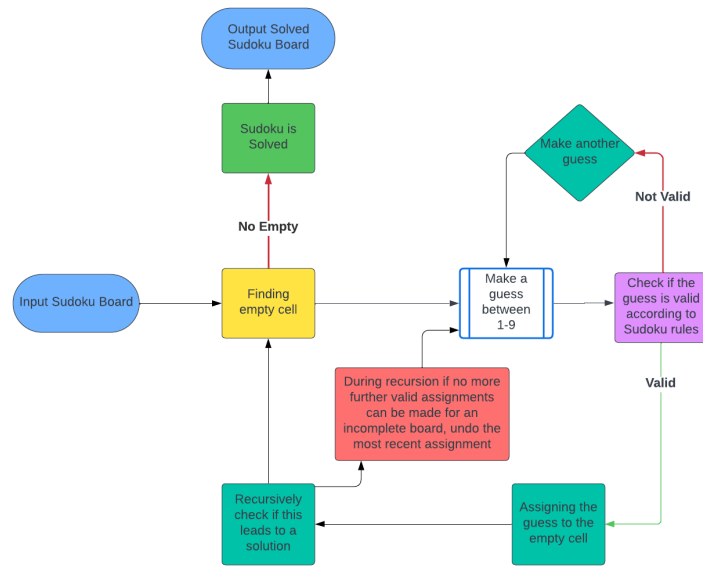 Output Solved
Sudoku Board
Sudoku is
Solved
Make another
guess
Not Valid
No Empty
Input Sudoku Board
Finding
empty cell
Make a
guess
between
1-9
Check if the
guess is valid
according to
Sudoku rules
Valid
During recursion if no more
further valid assignments
can be made for an
incomplete board, undo the
most recent assignment
Recursively
check if this
leads to a
solution
Assigning the
guess to the
empty cell